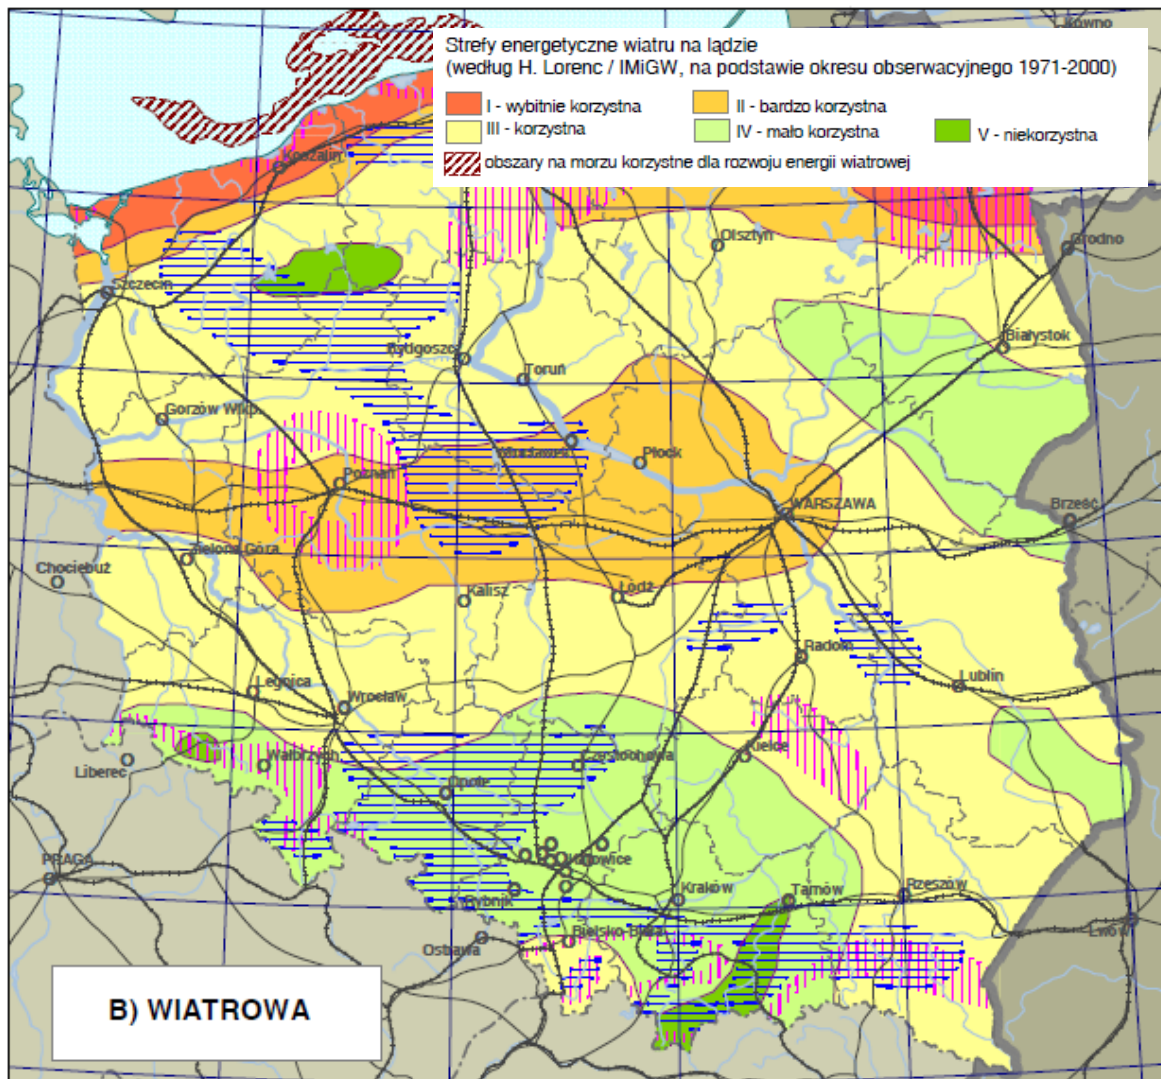 Kowno
Strefy energetyczne wiatru na lądzie
(według H. Lorenc / IMiGW, na podstawie okresu obserwacyjnego 1971-2000)
I - wybitnie korzystna
II - bardzo korzystna
III - korzystna
IV - mało korzystna
V - niekorzystna
obszary na morzu korzystne dla rozwoju energii wiatrowej
Koszalin
Olsztyn
Grodno
Szczecin
Białystok
Bydgoszcz
Toruń
Gorzów Wlkp.
Włocławek
Płock
Poznań
WARSZAWA
Brześć
Zielona Góra
Chociebuż
Kalisz
Łódź
Radom
Legnica
Lublin
Wrocław
Kielce
Liberec
Wałbrzych
Częstochowa
Opole
PRAGA
Katowice
Kraków
Tarnów
Rzeszów
Rybnik
Lwów
Bielsko-Biała
Ostrawa
B) WIATROWA